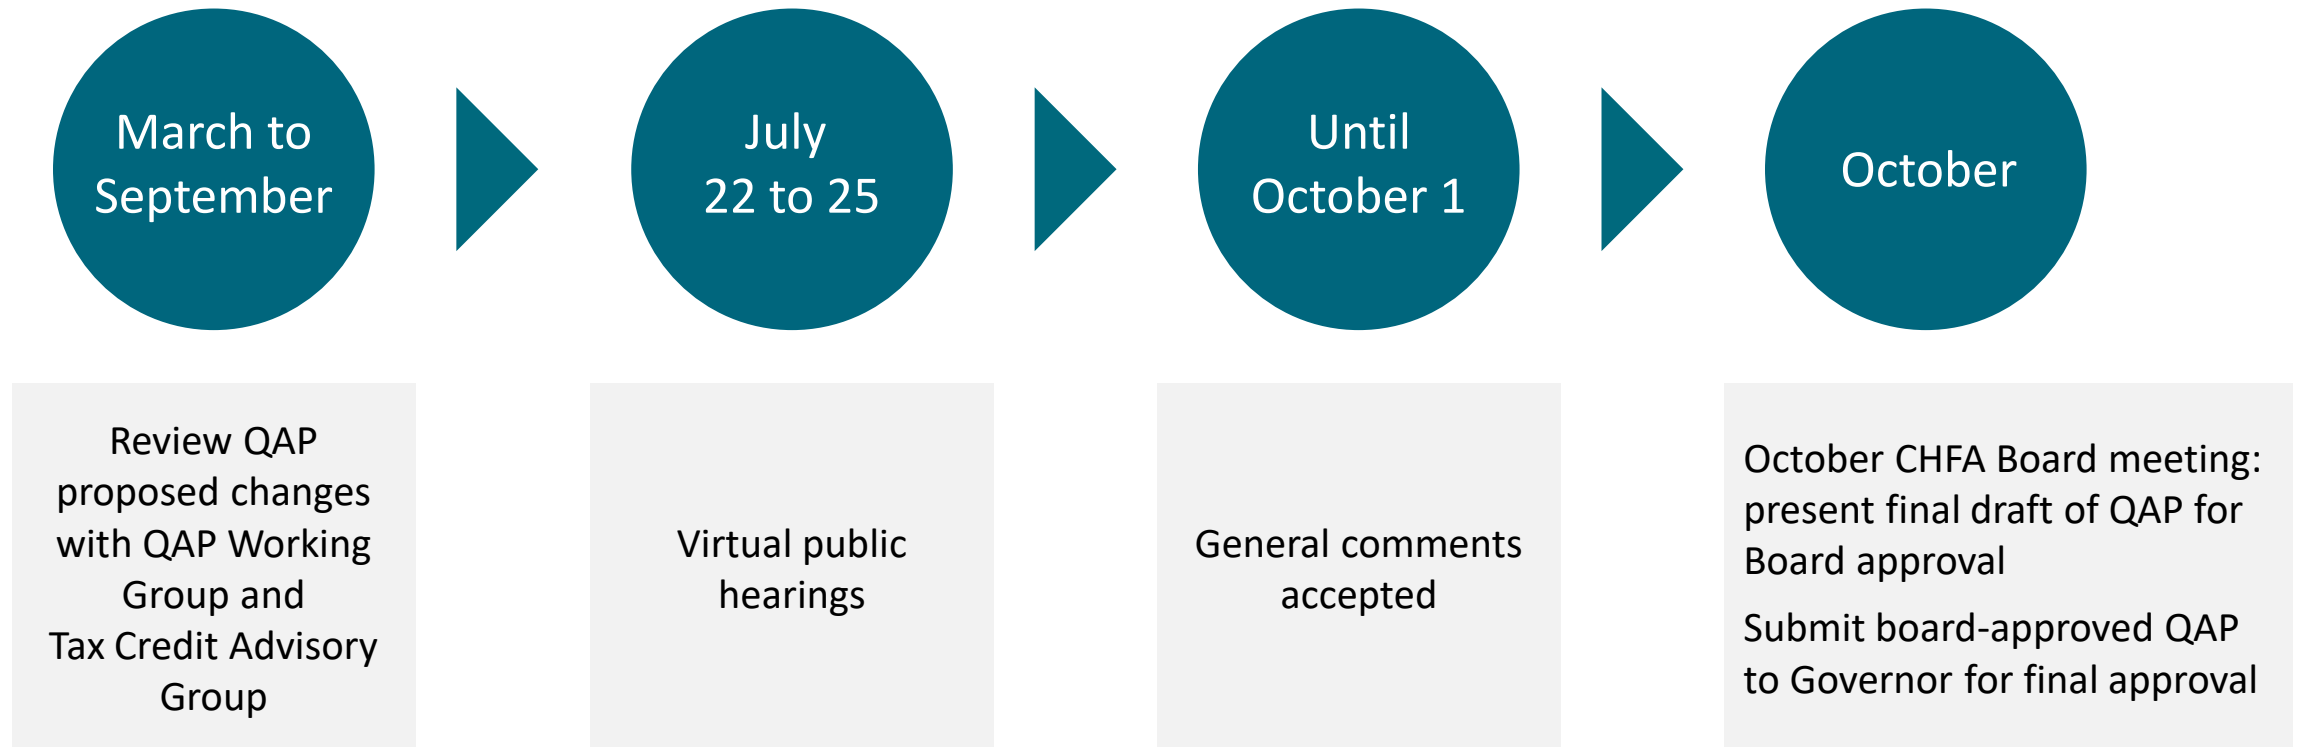 March to
September
Review QAP
proposed changes
with QAP Working
Group and
Tax Credit Advisory
Group
July
22 to 25
Virtual public
hearings
Until
October 1
General comments
accepted
October
October CHFA Board meeting:
present final draft of QAP for
Board approval
Submit board-approved QAP
to Governor for final approval